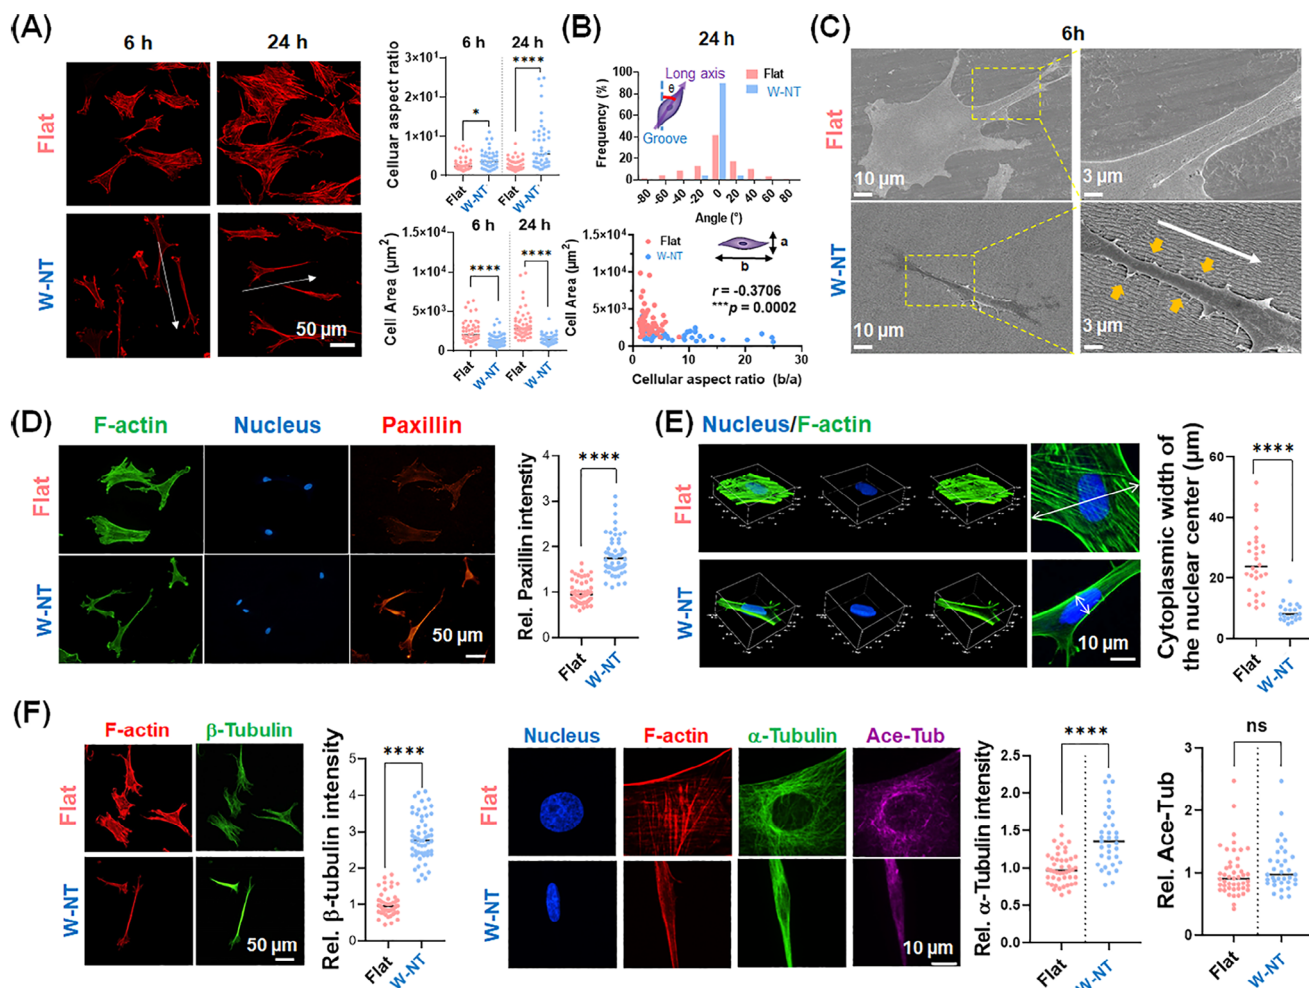 (A)
6 h
24 h
Flat
W-NT
50 µm
Celluar aspect ratio
6 h
24 h
3×10¹
2×10¹
1×10¹
0
*
****
Flat
W-NT
Flat
W-NT
Cell Area (µm²)
6 h
24 h
1.5×10⁴
1×10⁴
5×10³
0
****
****
Flat
W-NT
Flat
W-NT
(B)
24 h
Frequency (%)
100
80
60
40
20
0
Long axis
θ
Groove
Flat
W-NT
-80
-60
-40
-20
0
20
40
60
80
Angle (°)
Cell Area (µm²)
1.5×10⁴
1×10⁴
5×10³
0
Flat
W-NT
a
b
r = -0.3706
***p = 0.0002
0
10
20
30
Cellular aspect ratio (b/a)
(C)
6h
Flat
10 µm
3 µm
W-NT
10 µm
3 µm
(D)
F-actin
Nucleus
Paxillin
Flat
W-NT
50 µm
Rel. Paxillin intenstiy
4
3
2
1
0
****
Flat
W-NT
(E)
Nucleus/F-actin
Flat
W-NT
10 µm
Cytoplasmic width of
the nuclear center (µm)
60
40
20
0
****
Flat
W-NT
(F)
F-actin
β-Tubulin
Flat
W-NT
50 µm
Rel. β-tubulin intensity
5
4
3
2
1
0
****
Flat
W-NT
Nucleus
F-actin
α-Tubulin
Ace-Tub
Flat
W-NT
10 µm
Rel. α-Tubulin intensity
2.5
2.0
1.5
1.0
0.5
0.0
****
Flat
W-NT
Rel. Ace-Tub
3
2
1
0
ns
Flat
W-NT